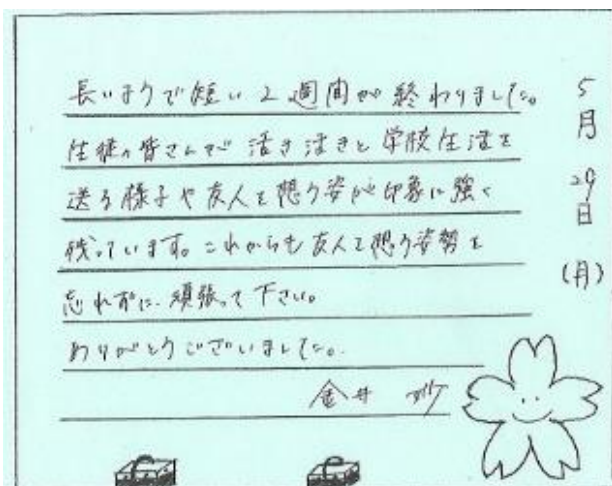 長いようで短い2週間が終わりました。
生徒の皆さんが活き活きと学校生活を
送る様子や友人を想う姿が印象に強く
残っています。これからも友人を想う姿勢を
忘れずに、頑張って下さい。
ありがとうございました。
金井
5月29日(月)